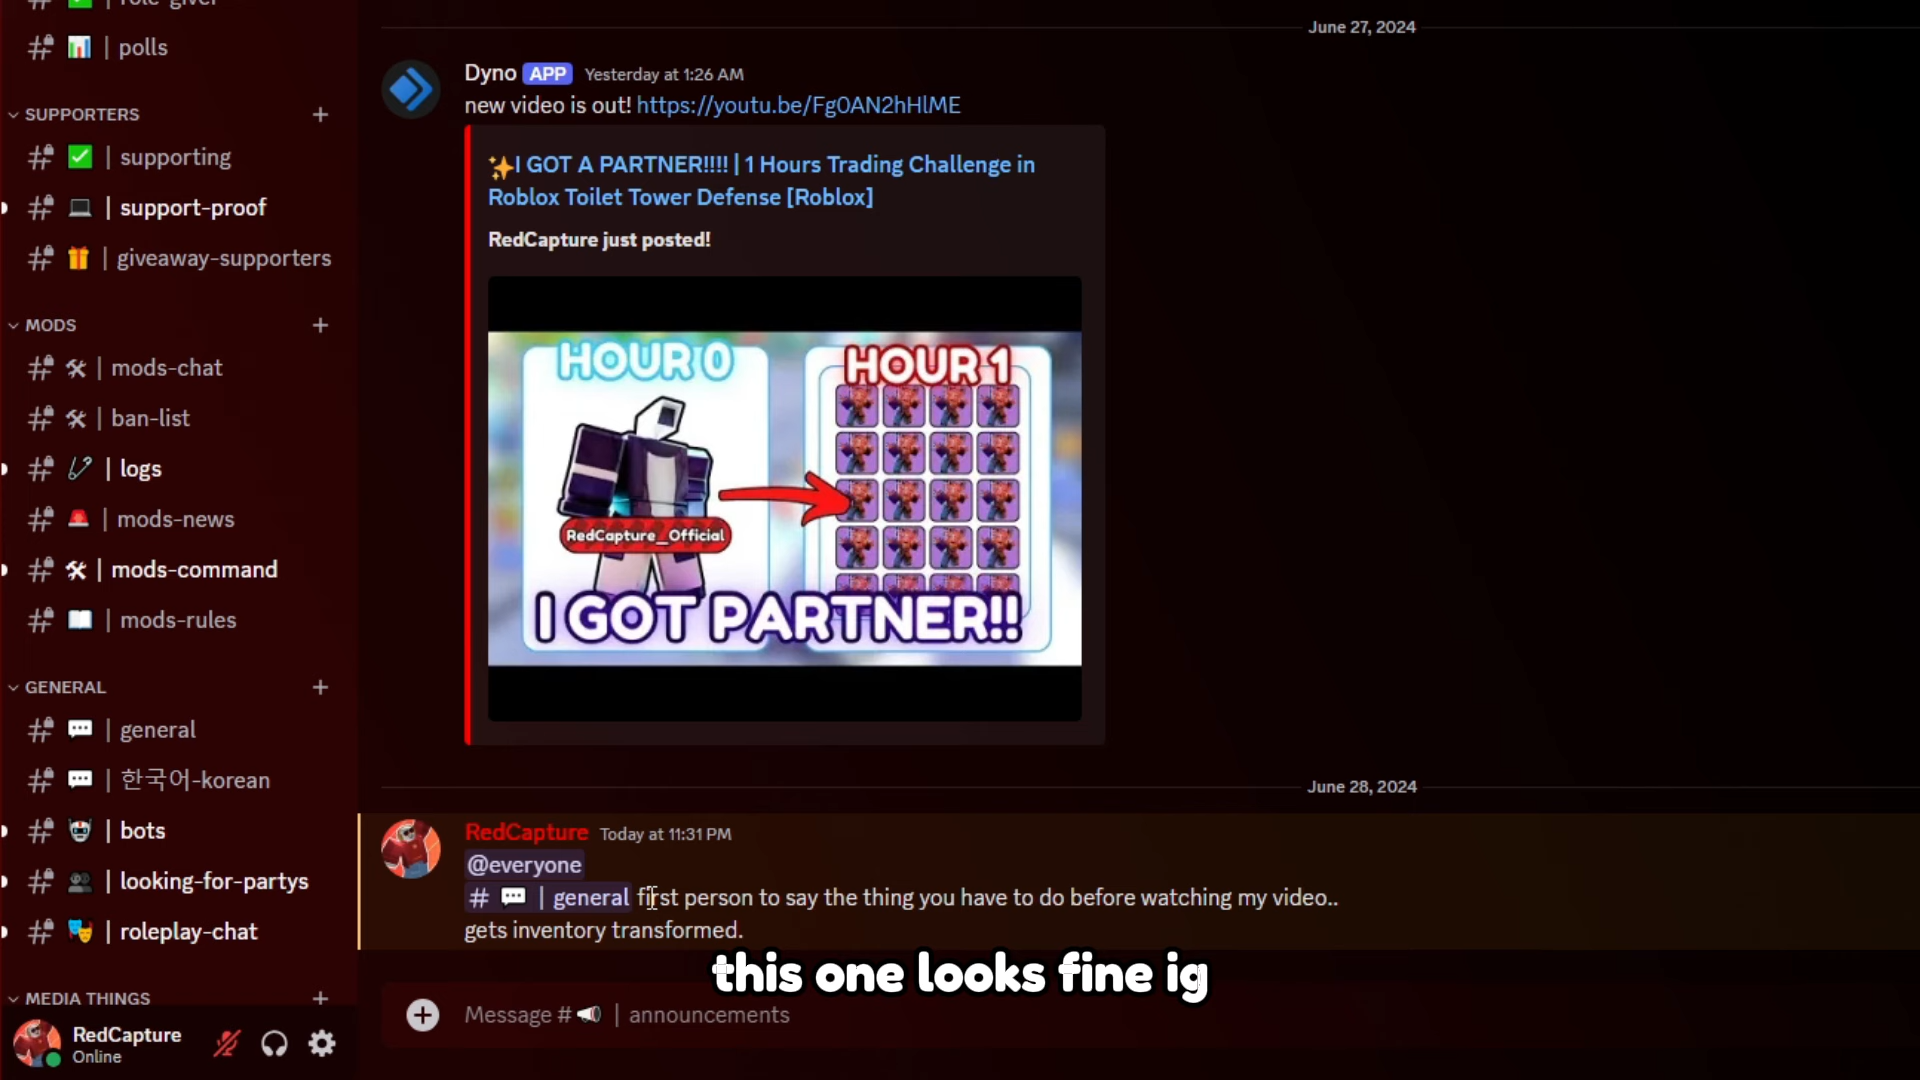 role-giver
| polls
SUPPORTERS
| supporting
| support-proof
| giveaway-supporters
MODS
| mods-chat
| ban-list
| logs
| mods-news
| mods-command
| mods-rules
GENERAL
| general
| 한국어-korean
| bots
| looking-for-partys
| roleplay-chat
MEDIA THINGS
RedCapture
Online
June 27, 2024
Dyno APP Yesterday at 1:26 AM
new video is out! https://youtu.be/Fg0AN2hHlME
✨I GOT A PARTNER!!!! | 1 Hours Trading Challenge in
Roblox Toilet Tower Defense [Roblox]
RedCapture just posted!
HOUR 0
HOUR 1
RedCapture_Official
I GOT PARTNER!!
June 28, 2024
RedCapture Today at 11:31 PM
@everyone
# 💬 | general first person to say the thing you have to do before watching my video..
gets inventory transformed.
this one looks fine ig
Message # 📢 | announcements